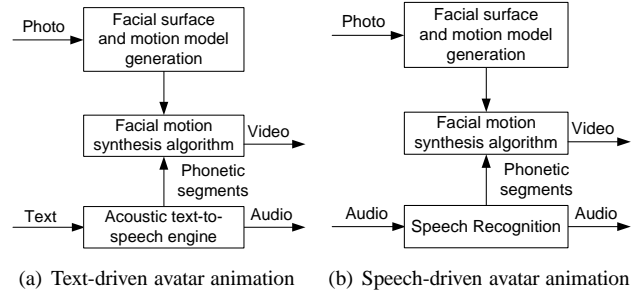 Photo
Facial surface
and motion model
generation
Facial motion
synthesis algorithm
Video
Phonetic
segments
Text
Acoustic text-to-
speech engine
Audio
(a) Text-driven avatar animation
Photo
Facial surface
and motion model
generation
Facial motion
synthesis algorithm
Video
Phonetic
segments
Audio
Speech Recognition
Audio
(b) Speech-driven avatar animation